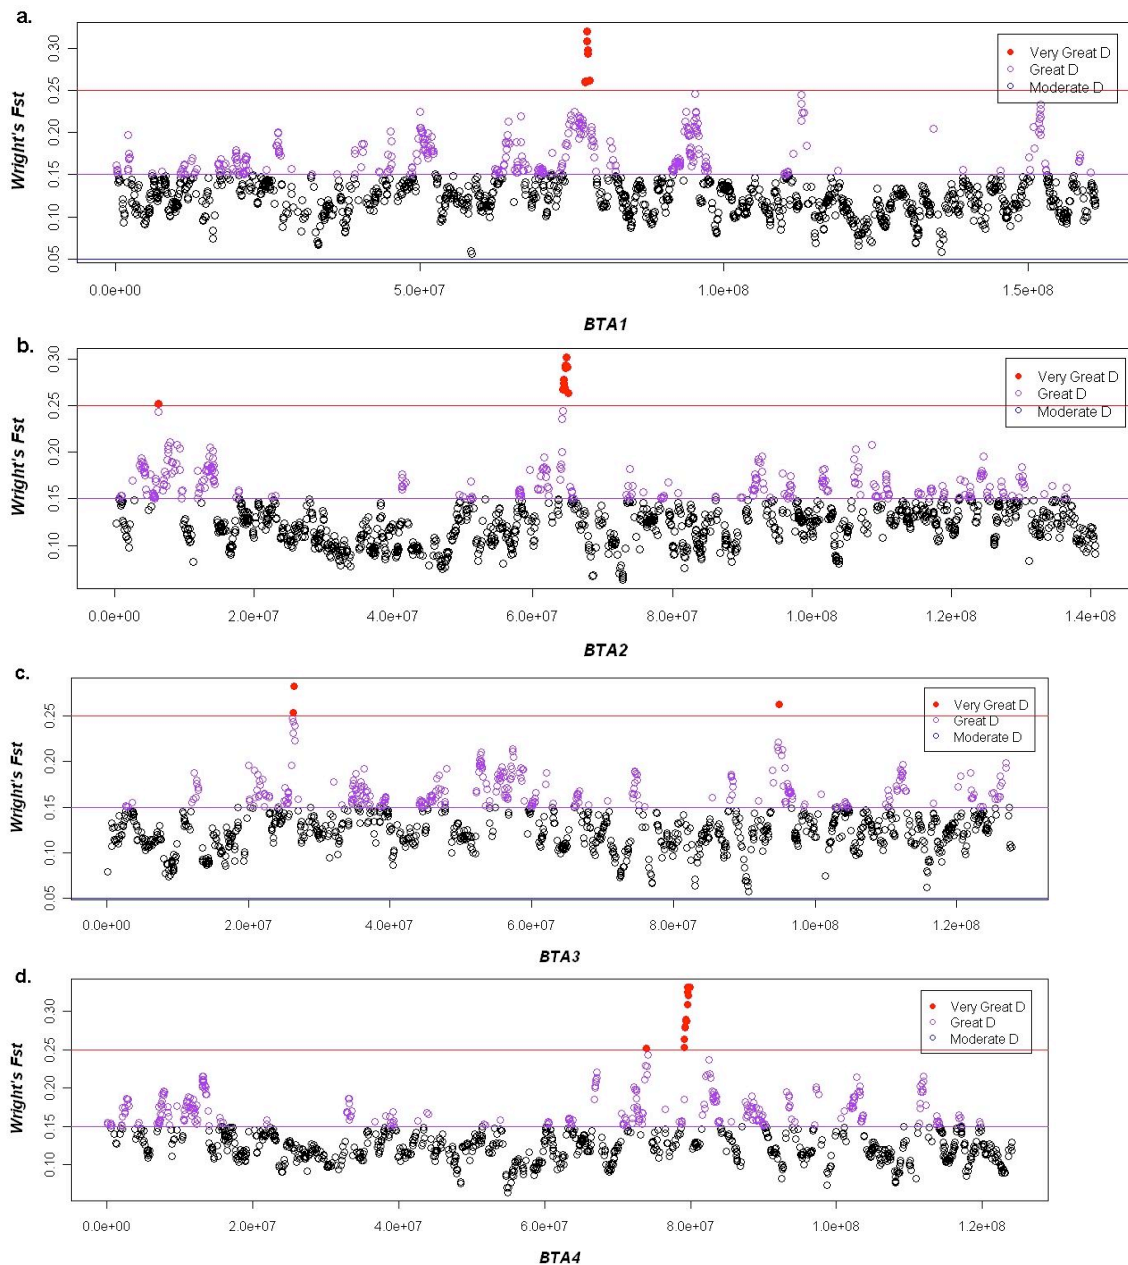 a.
Wright's Fst
0.30
0.25
0.20
0.15
0.10
0.05
Very Great D
Great D
Moderate D
0.0e+00 5.0e+07 1.0e+08 1.5e+08
BTA1
b.
Wright's Fst
0.30
0.25
0.20
0.15
0.10
Very Great D
Great D
Moderate D
0.0e+00 2.0e+07 4.0e+07 6.0e+07 8.0e+07 1.0e+08 1.2e+08 1.4e+08
BTA2
c.
Wright's Fst
0.25
0.20
0.15
0.10
0.05
Very Great D
Great D
Moderate D
0.0e+00 2.0e+07 4.0e+07 6.0e+07 8.0e+07 1.0e+08 1.2e+08
BTA3
d.
Wright's Fst
0.30
0.25
0.20
0.15
0.10
Very Great D
Great D
Moderate D
0.0e+00 2.0e+07 4.0e+07 6.0e+07 8.0e+07 1.0e+08 1.2e+08
BTA4